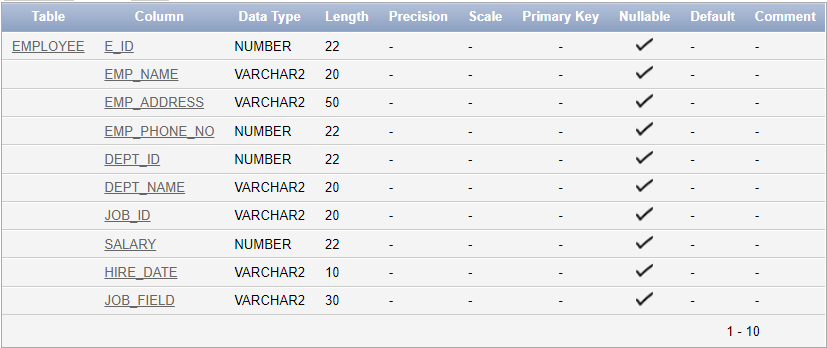 Table Column Data Type Length Precision Scale Primary Key Nullable Default Comment
EMPLOYEE E_ID NUMBER 22 - - - - -
EMP_NAME VARCHAR2 20 - - - - -
EMP_ADDRESS VARCHAR2 50 - - - - -
EMP_PHONE_NO NUMBER 22 - - - - -
DEPT_ID NUMBER 22 - - - - -
DEPT_NAME VARCHAR2 20 - - - - -
JOB_ID VARCHAR2 20 - - - - -
SALARY NUMBER 22 - - - - -
HIRE_DATE VARCHAR2 10 - - - - -
JOB_FIELD VARCHAR2 30 - - - - -
1 - 10